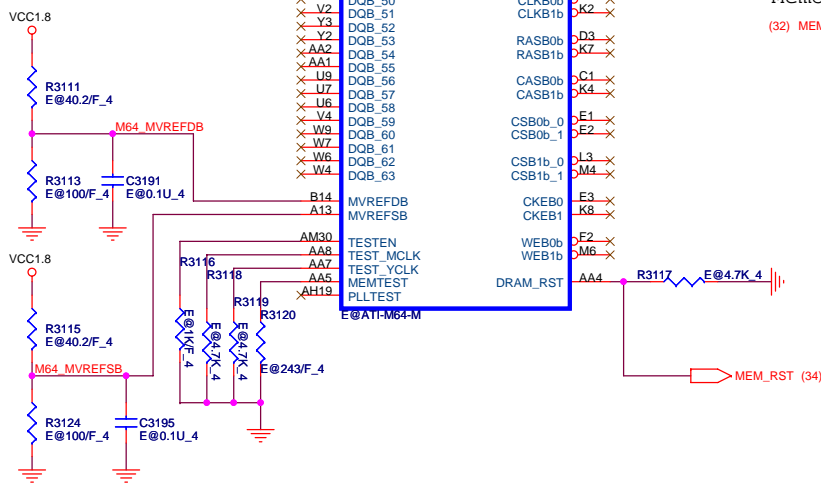 VCC1.8
R3111
E@40.2/F_4
M64_MVREFDB
R3113
E@100/F_4
C3191
E@0.1U_4
VCC1.8
R3115
E@40.2/F_4
M64_MVREFSB
R3124
E@100/F_4
C3195
E@0.1U_4
V2 DQB_51
Y3 DQB_52
Y2 DQB_53
AA2 DQB_54
AA1 DQB_55
U9 DQB_56
U7 DQB_57
U6 DQB_58
V4 DQB_59
W9 DQB_60
W7 DQB_61
W6 DQB_62
W4 DQB_63
B14 MVREFDB
A13 MVREFSB
AM30 TESTEN
AA8 TEST_MCLK
AA7 TEST_YCLK
AA5 MEMTEST
AH19 PLLTEST
E@ATI-M64-M
R3116
R3118
R3119
R3120
E@1K/F_4
E@4.7K_4
E@4.7K_4
E@243/F_4
CLKB1b K2
RASB0b D3
RASB1b K7
CASB0b C1
CASB1b K4
CSB0b_0 E1
CSB0b_1 E2
CSB1b_0 L3
CSB1b_1 M4
CKEB0 E3
CKEB1 K8
WEB0b F2
WEB1b M6
DRAM_RST AA4
R3117
E@4.7K_4
MEM_RST (34)
(32) MEM